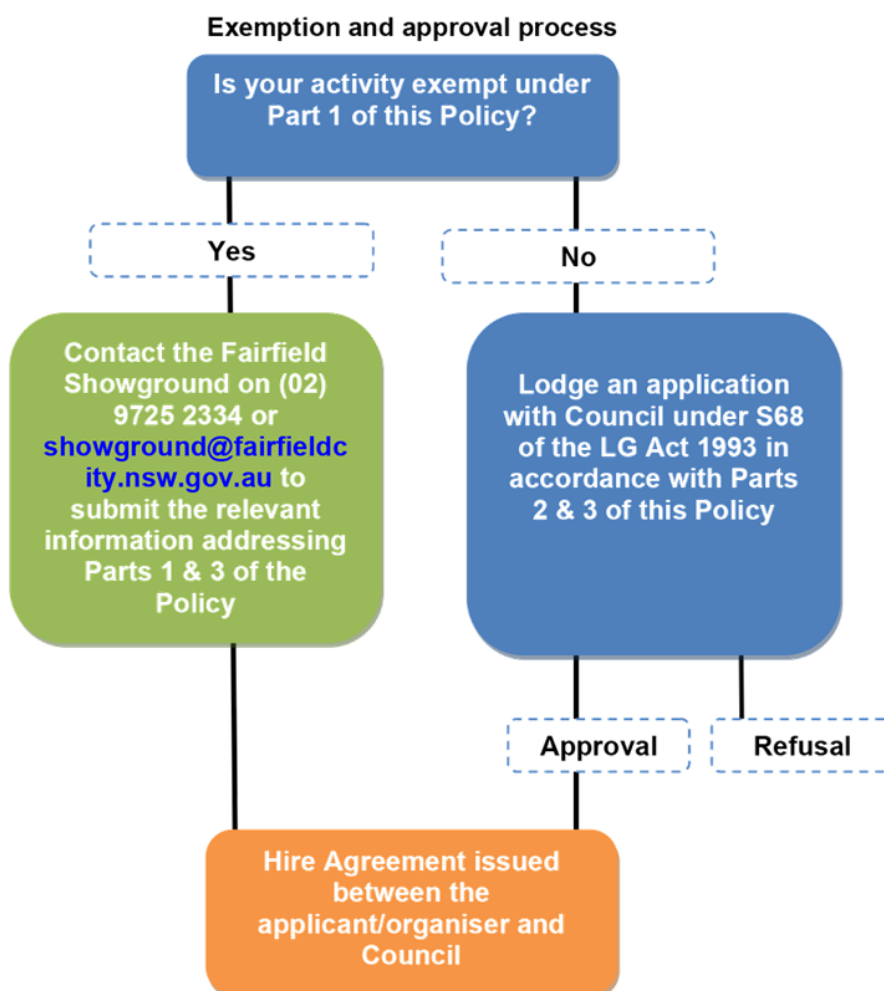 Exemption and approval process
Is your activity exempt under
Part 1 of this Policy?
Yes
No
Contact the Fairfield
Showground on (02)
9725 2334 or
showground@fairfieldc
ity.nsw.gov.au to
submit the relevant
information addressing
Parts 1 & 3 of the
Policy
Lodge an application
with Council under S68
of the LG Act 1993 in
accordance with Parts
2 & 3 of this Policy
Approval
Refusal
Hire Agreement issued
between the
applicant/organiser and
Council